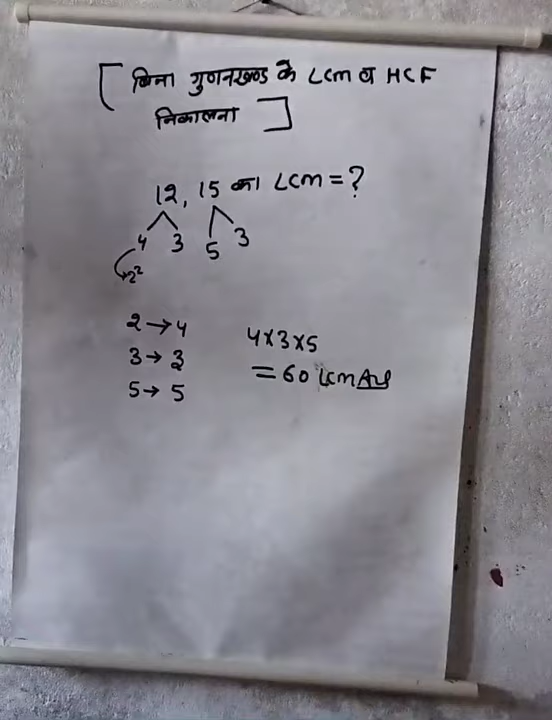 [ बिना गुणनखण्ड के LCM व HCF
निकालना ]
12, 15 का LCM = ?
4 3 5 3
2²
2 → 4
3 → 3
5 → 5
4×3×5
= 60 LCM Ans